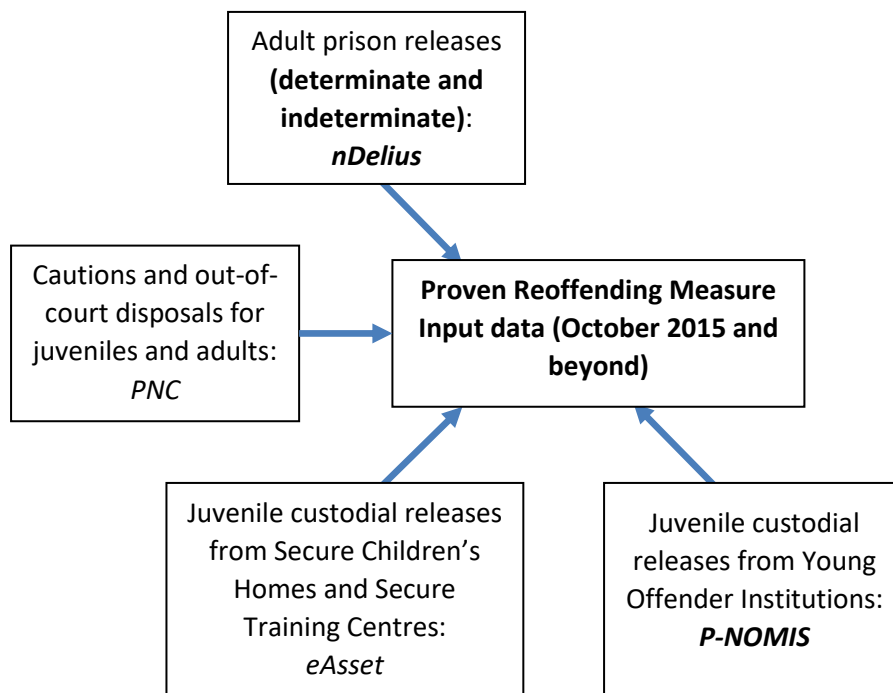 Adult prison releases
(determinate and
indeterminate):
nDelius
Cautions and out-of-
court disposals for
juveniles and adults:
PNC
Proven Reoffending Measure
Input data (October 2015 and
beyond)
Juvenile custodial releases
from Secure Children’s
Homes and Secure
Training Centres:
eAsset
Juvenile custodial
releases from Young
Offender Institutions:
P-NOMIS